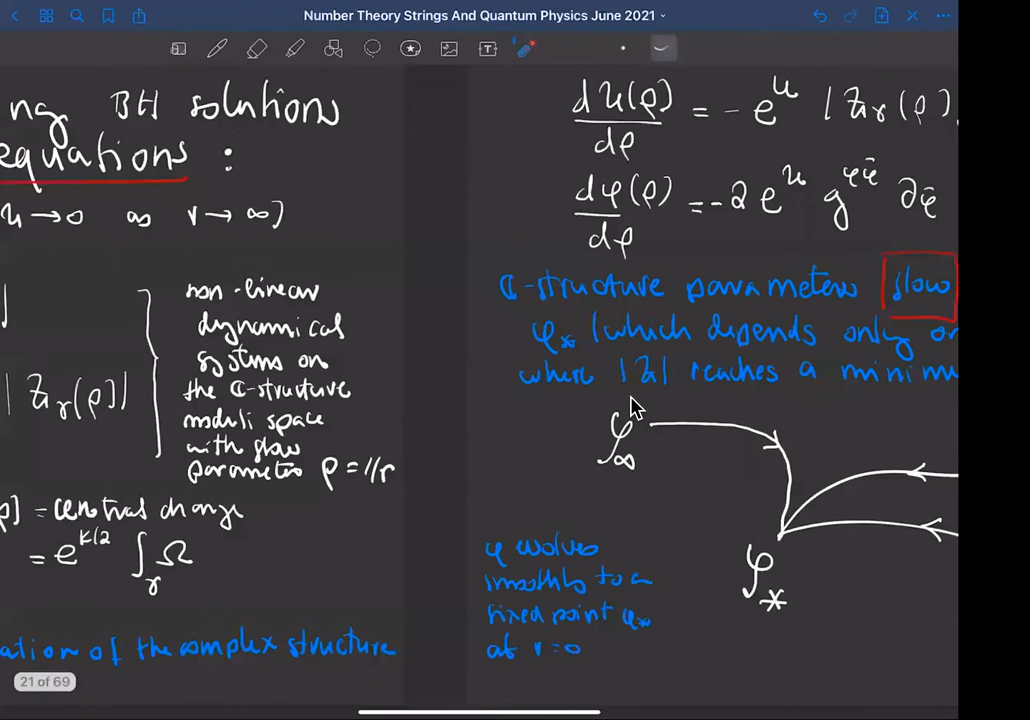 Number Theory Strings And Quantum Physics June 2021
ng BH solutions
equations :
u → 0 as r → ∞)
]
| Z_γ(ρ)|
non-linear
dynamical
systems on
the ℂ-structure
moduli space
with flow
parameter ρ = 1/r
ρ) = central charge
= e^{K/2} ∫_γ Ω
ation of the complex structure
21 of 69
du(ρ)/dρ = - e^u | Z_γ(ρ)
dφ(ρ)/dρ = -2 e^u g^{φφ̄} ∂_φ̄
ℂ-structure parameters flow
φ_* (which depends only on
where |Z| reaches a minimu
φ_∞
φ_*
φ evolves
smoothly to a
fixed point φ_*
at r=0